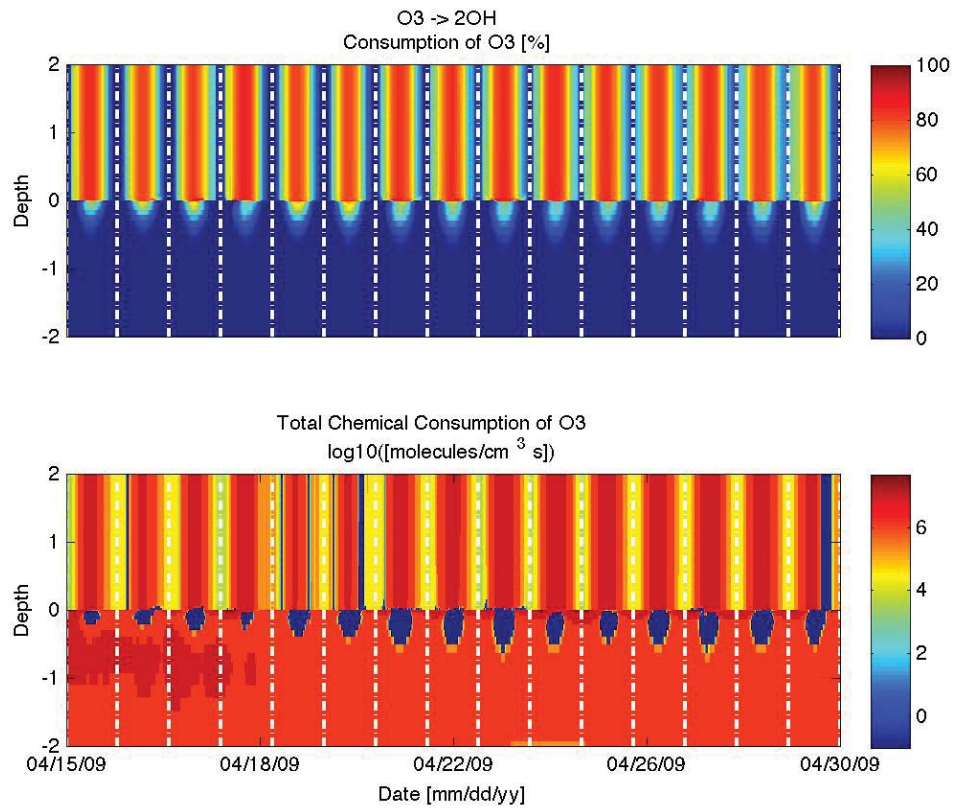 O3 -> 2OH
Consumption of O3 [%]
2
1
0
-1
-2
Depth
100
80
60
40
20
0
Total Chemical Consumption of O3
log10([molecules/cm 3 s])
2
1
0
-1
-2
Depth
6
4
2
0
04/15/09 04/18/09 04/22/09 04/26/09 04/30/09
Date [mm/dd/yy]